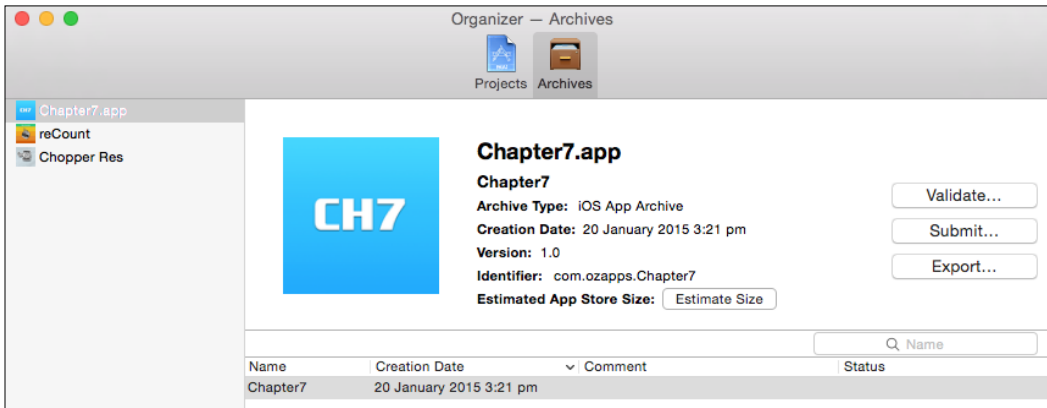 Organizer — Archives
Projects
Archives
Chapter7.app
reCount
Chopper Res
CH7
Chapter7.app
Chapter7
Archive Type: iOS App Archive
Creation Date: 20 January 2015 3:21 pm
Version: 1.0
Identifier: com.ozapps.Chapter7
Estimated App Store Size: Estimate Size
Validate...
Submit...
Export...
Name
Name Creation Date Comment Status
Chapter7 20 January 2015 3:21 pm